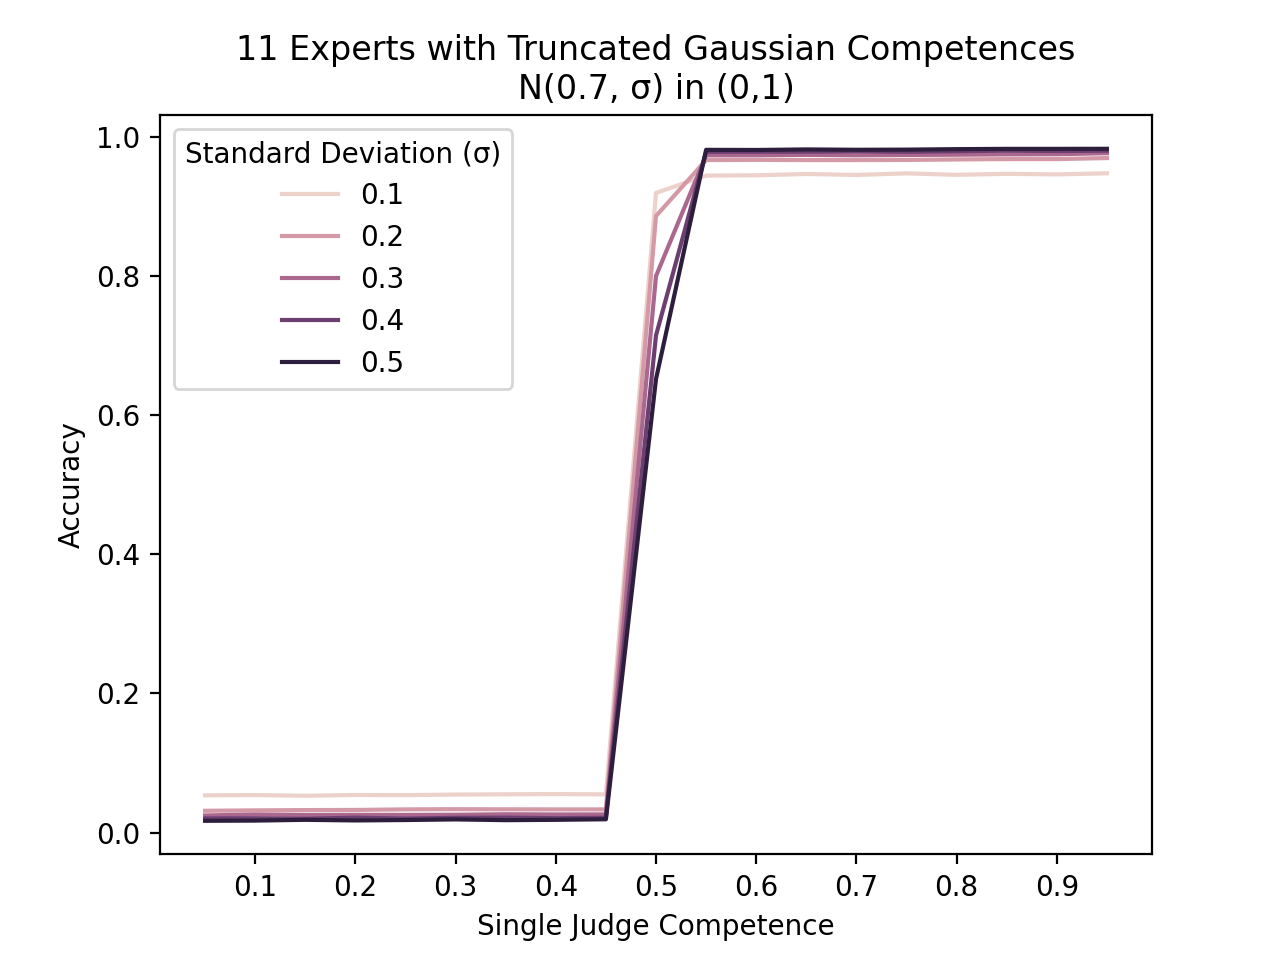 11 Experts with Truncated Gaussian Competences
N(0.7, σ) in (0,1)
Standard Deviation (σ)
0.1
0.2
0.3
0.4
0.5
1.0
0.8
0.6
0.4
0.2
0.0
Accuracy
0.1 0.2 0.3 0.4 0.5 0.6 0.7 0.8 0.9
Single Judge Competence